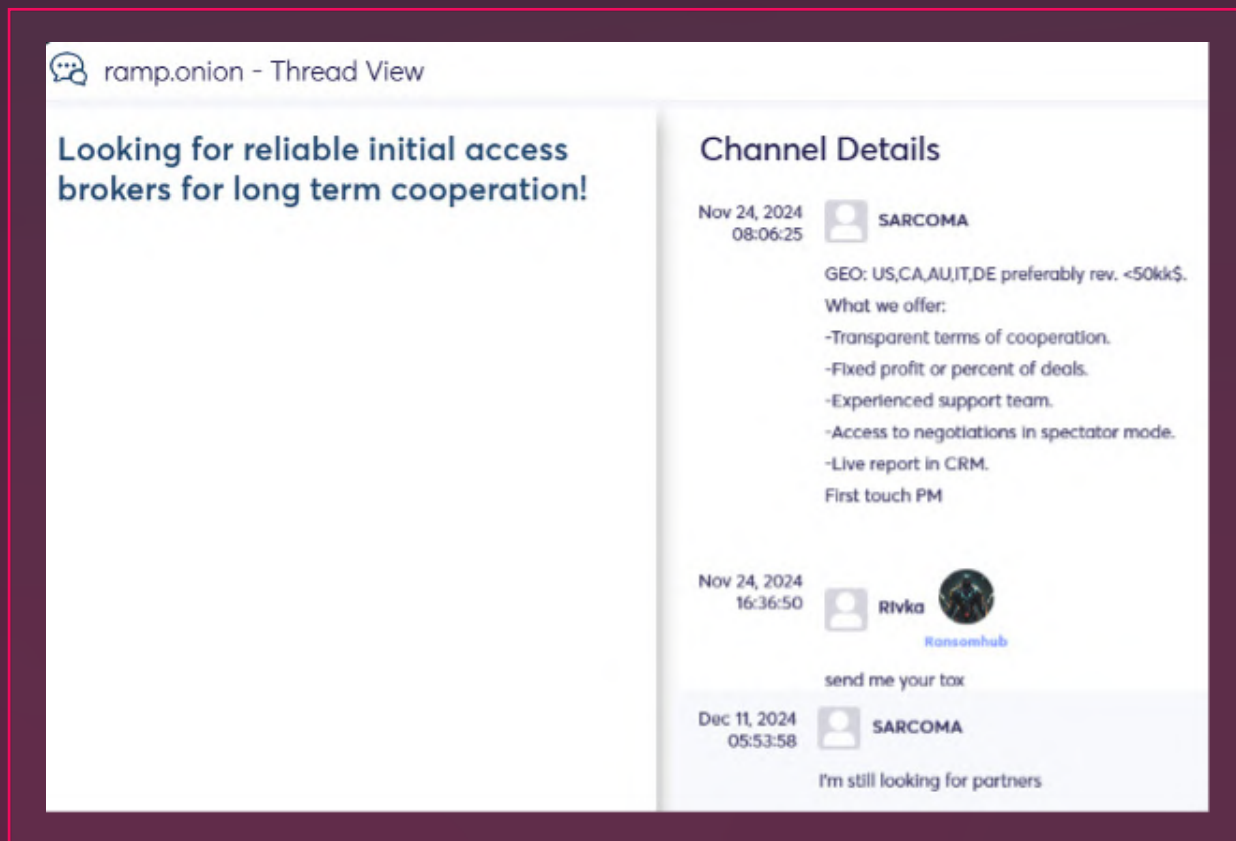 ramp.onion - Thread View
Looking for reliable initial access
brokers for long term cooperation!
Channel Details
Nov 24, 2024
08:06:25
SARCOMA
GEO: US,CA,AU,IT,DE preferably rev. <50kk$.
What we offer:
-Transparent terms of cooperation.
-Fixed profit or percent of deals.
-Experienced support team.
-Access to negotiations in spectator mode.
-Live report in CRM.
First touch PM
Nov 24, 2024
16:36:50
Rivka
Ransomhub
send me your tox
Dec 11, 2024
05:53:58
SARCOMA
I'm still looking for partners